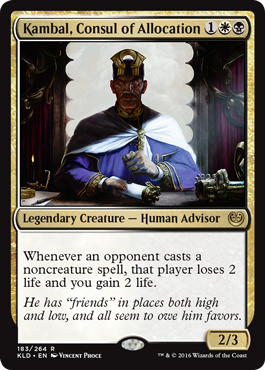 Kambal, Consul of Allocation 1
Legendary Creature — Human Advisor
Whenever an opponent casts a
noncreature spell, that player loses 2
life and you gain 2 life.
He has “friends” in places both high
and low, and all seem to owe him favors.
2/3
183/264 R
KLD • EN Vincent Proce
™ & © 2016 Wizards of the Coast